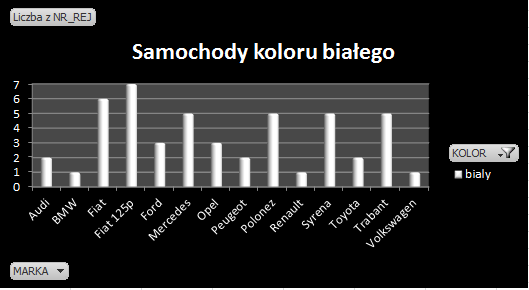 Liczba z NR_REJ
Samochody koloru białego
7
6
5
4
3
2
1
0
Audi
BMW
Fiat
Fiat 125p
Ford
Mercedes
Opel
Peugeot
Polonez
Renault
Syrena
Toyota
Trabant
Volkswagen
KOLOR
bialy
MARKA